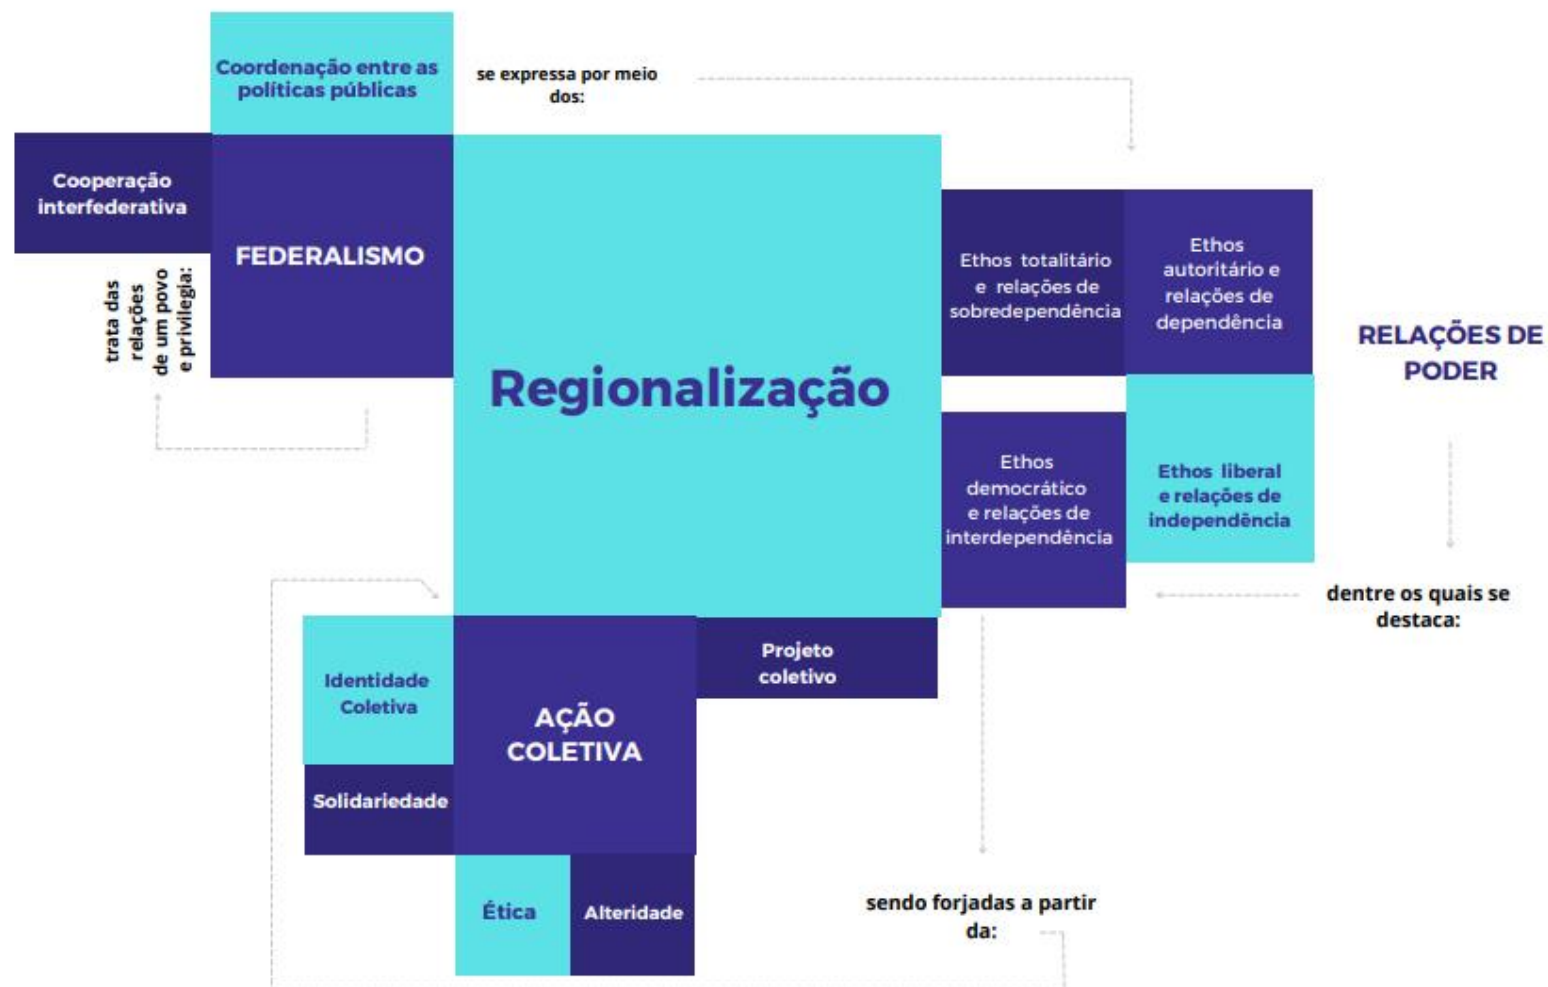 Coordenação entre as
políticas públicas
se expressa por meio
dos:
Cooperação
interfederativa
FEDERALISMO
trata das
relações
de um povo
e privilegia:
Regionalização
Ethos totalitário
e relações de
sobredependência
Ethos
autoritário e
relações de
dependência
RELAÇÕES DE
PODER
Ethos
democrático
e relações de
interdependência
Ethos liberal
e relações de
independência
dentre os quais se
destaca:
Identidade
Coletiva
AÇÃO
COLETIVA
Projeto
coletivo
Solidariedade
Ética
Alteridade
sendo forjadas a partir
da: